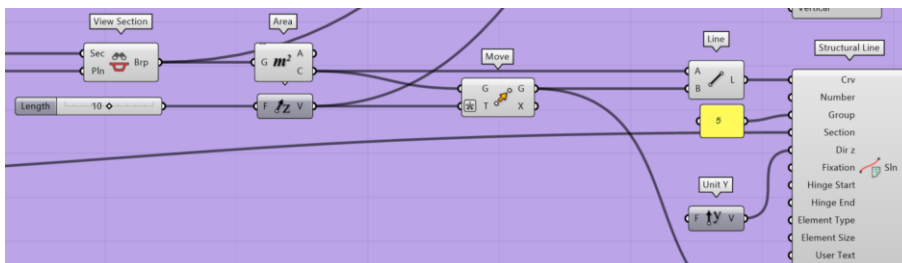 View Section
Sec
Pln
Brp
Area
G
m²
A
C
Length
10
F
Z
V
Move
G
T
G
X
Line
A
B
L
5
Unit Y
F
y
V
Vertical
Structural Line
Crv
Number
Group
Section
Dir z
Fixation
Hinge Start
Hinge End
Element Type
Element Size
User Text
Sln